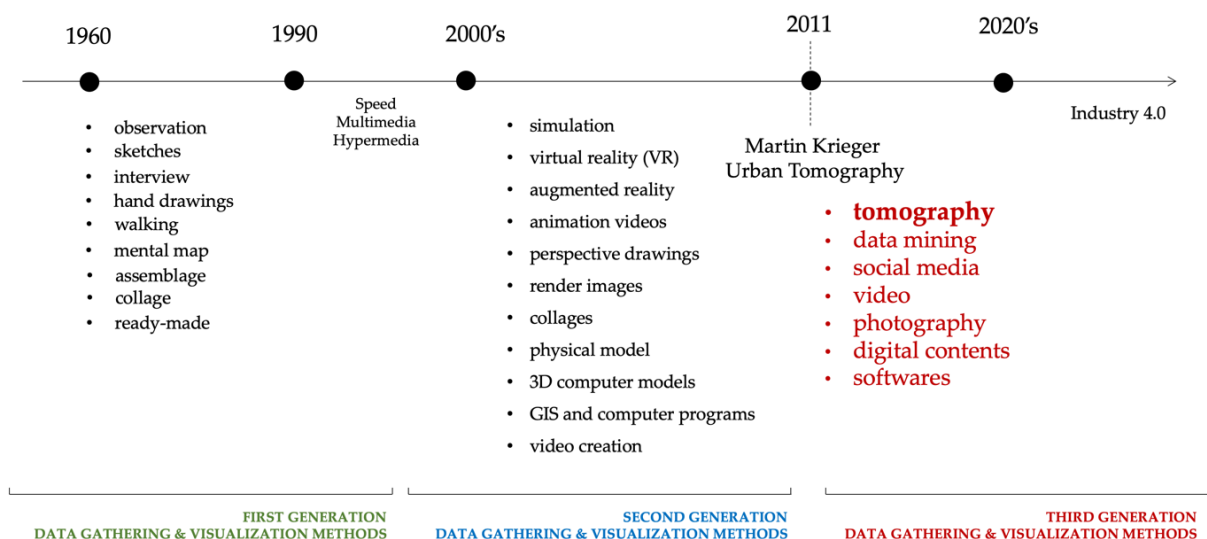 1960
1990
2000's
2011
2020's
Speed
Multimedia
Hypermedia
Industry 4.0
• observation
• sketches
• interview
• hand drawings
• walking
• mental map
• assemblage
• collage
• ready-made
• simulation
• virtual reality (VR)
• augmented reality
• animation videos
• perspective drawings
• render images
• collages
• physical model
• 3D computer models
• GIS and computer programs
• video creation
Martin Krieger
Urban Tomography
• tomography
• data mining
• social media
• video
• photography
• digital contents
• softwares
FIRST GENERATION
DATA GATHERING & VISUALIZATION METHODS
SECOND GENERATION
DATA GATHERING & VISUALIZATION METHODS
THIRD GENERATION
DATA GATHERING & VISUALIZATION METHODS